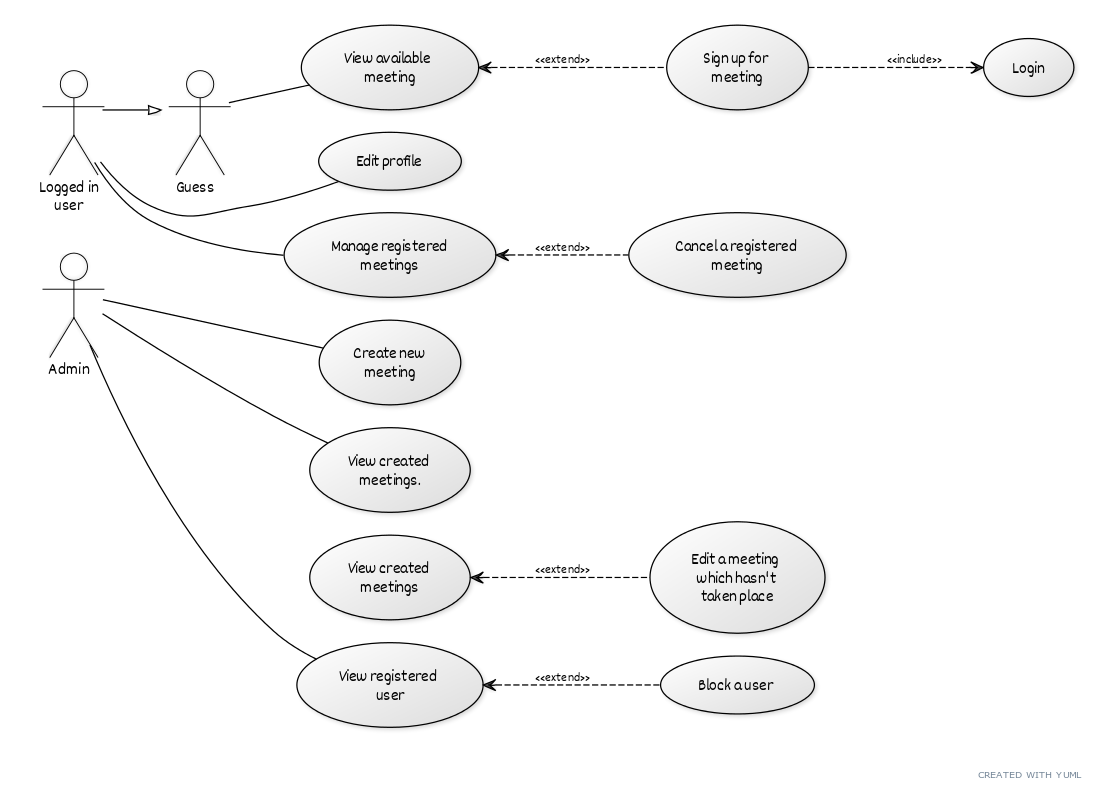 View available
meeting
<<extend>>
Sign up for
meeting
<<include>>
Login
Logged in
user
Guess
Edit profile
Manage registered
meetings
<<extend>>
Cancel a registered
meeting
Admin
Create new
meeting
View created
meetings.
View created
meetings
<<extend>>
Edit a meeting
which hasn't
taken place
View registered
user
<<extend>>
Block a user
CREATED WITH YUML